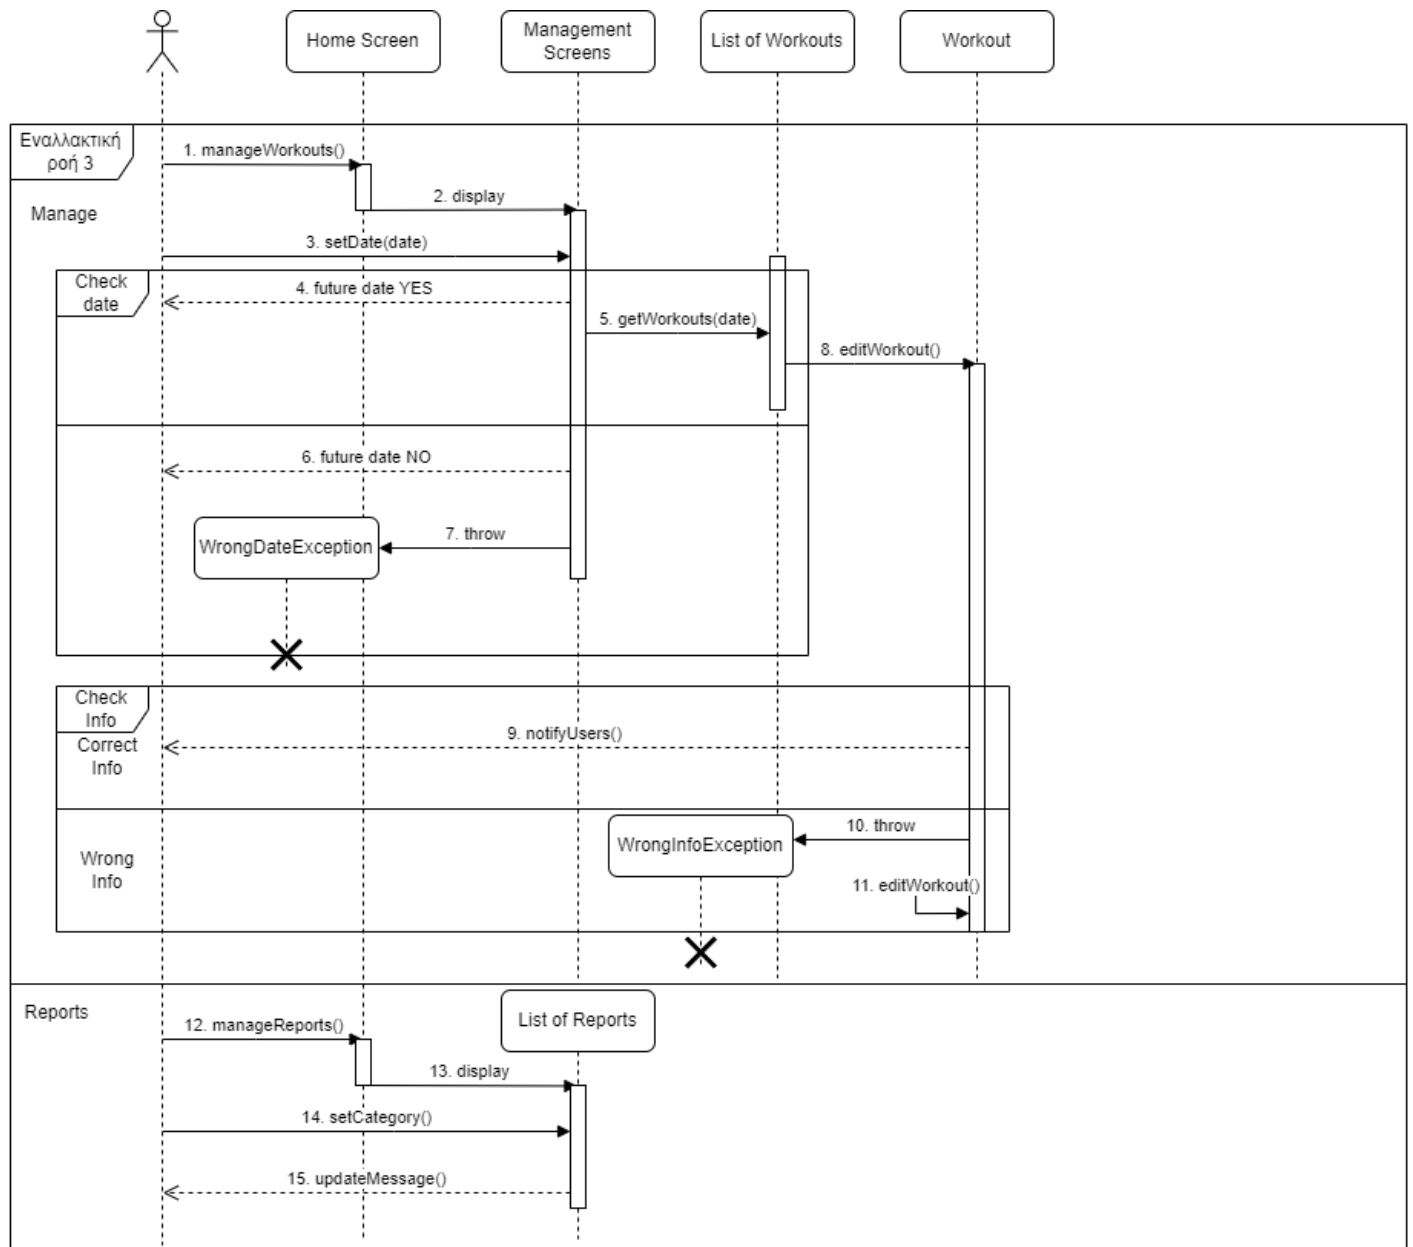 Home Screen
Management
Screens
List of Workouts
Workout
Εναλλακτική
ροή 3
1. manageWorkouts()
2. display
Manage
3. setDate(date)
Check
date
4. future date YES
5. getWorkouts(date)
8. editWorkout()
6. future date NO
7. throw
WrongDateException
Check
Info
Correct
Info
9. notifyUsers()
10. throw
WrongInfoException
Wrong
Info
11. editWorkout()
Reports
List of Reports
12. manageReports()
13. display
14. setCategory()
15. updateMessage()